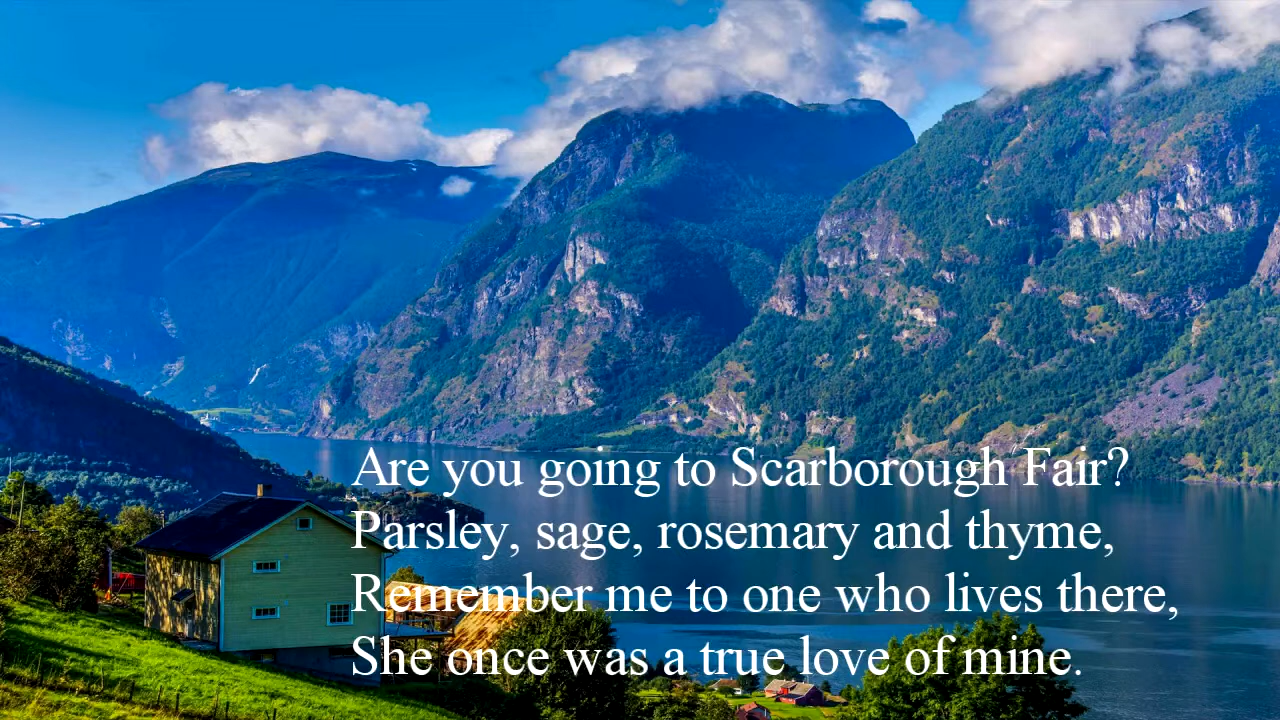 Are you going to Scarborough Fair?
Parsley, sage, rosemary and thyme,
Remember me to one who lives there,
She once was a true love of mine.